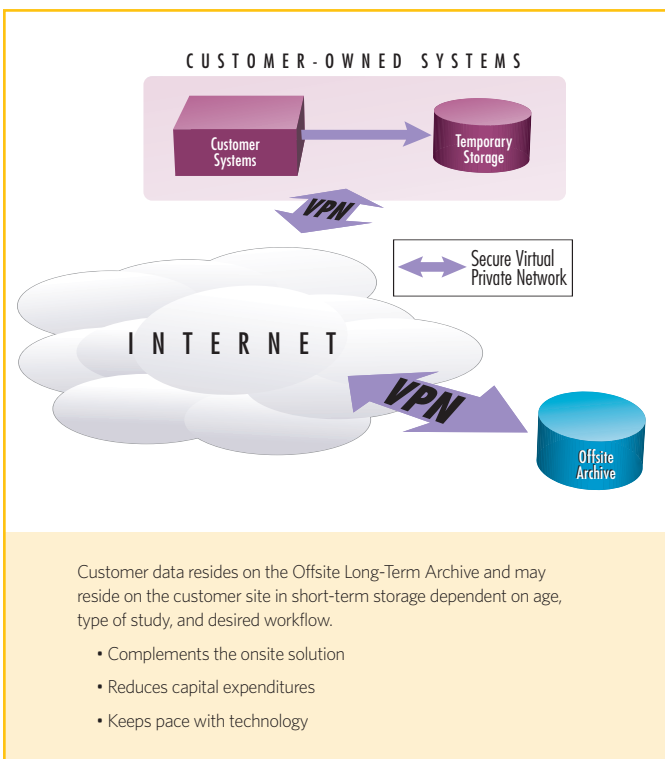 CUSTOMER-OWNED SYSTEMS
Customer
Systems
Temporary
Storage
VPN
Secure Virtual
Private Network
INTERNET
VPN
Offsite
Archive
Customer data resides on the Offsite Long-Term Archive and may
reside on the customer site in short-term storage dependent on age,
type of study, and desired workflow.
• Complements the onsite solution
• Reduces capital expenditures
• Keeps pace with technology